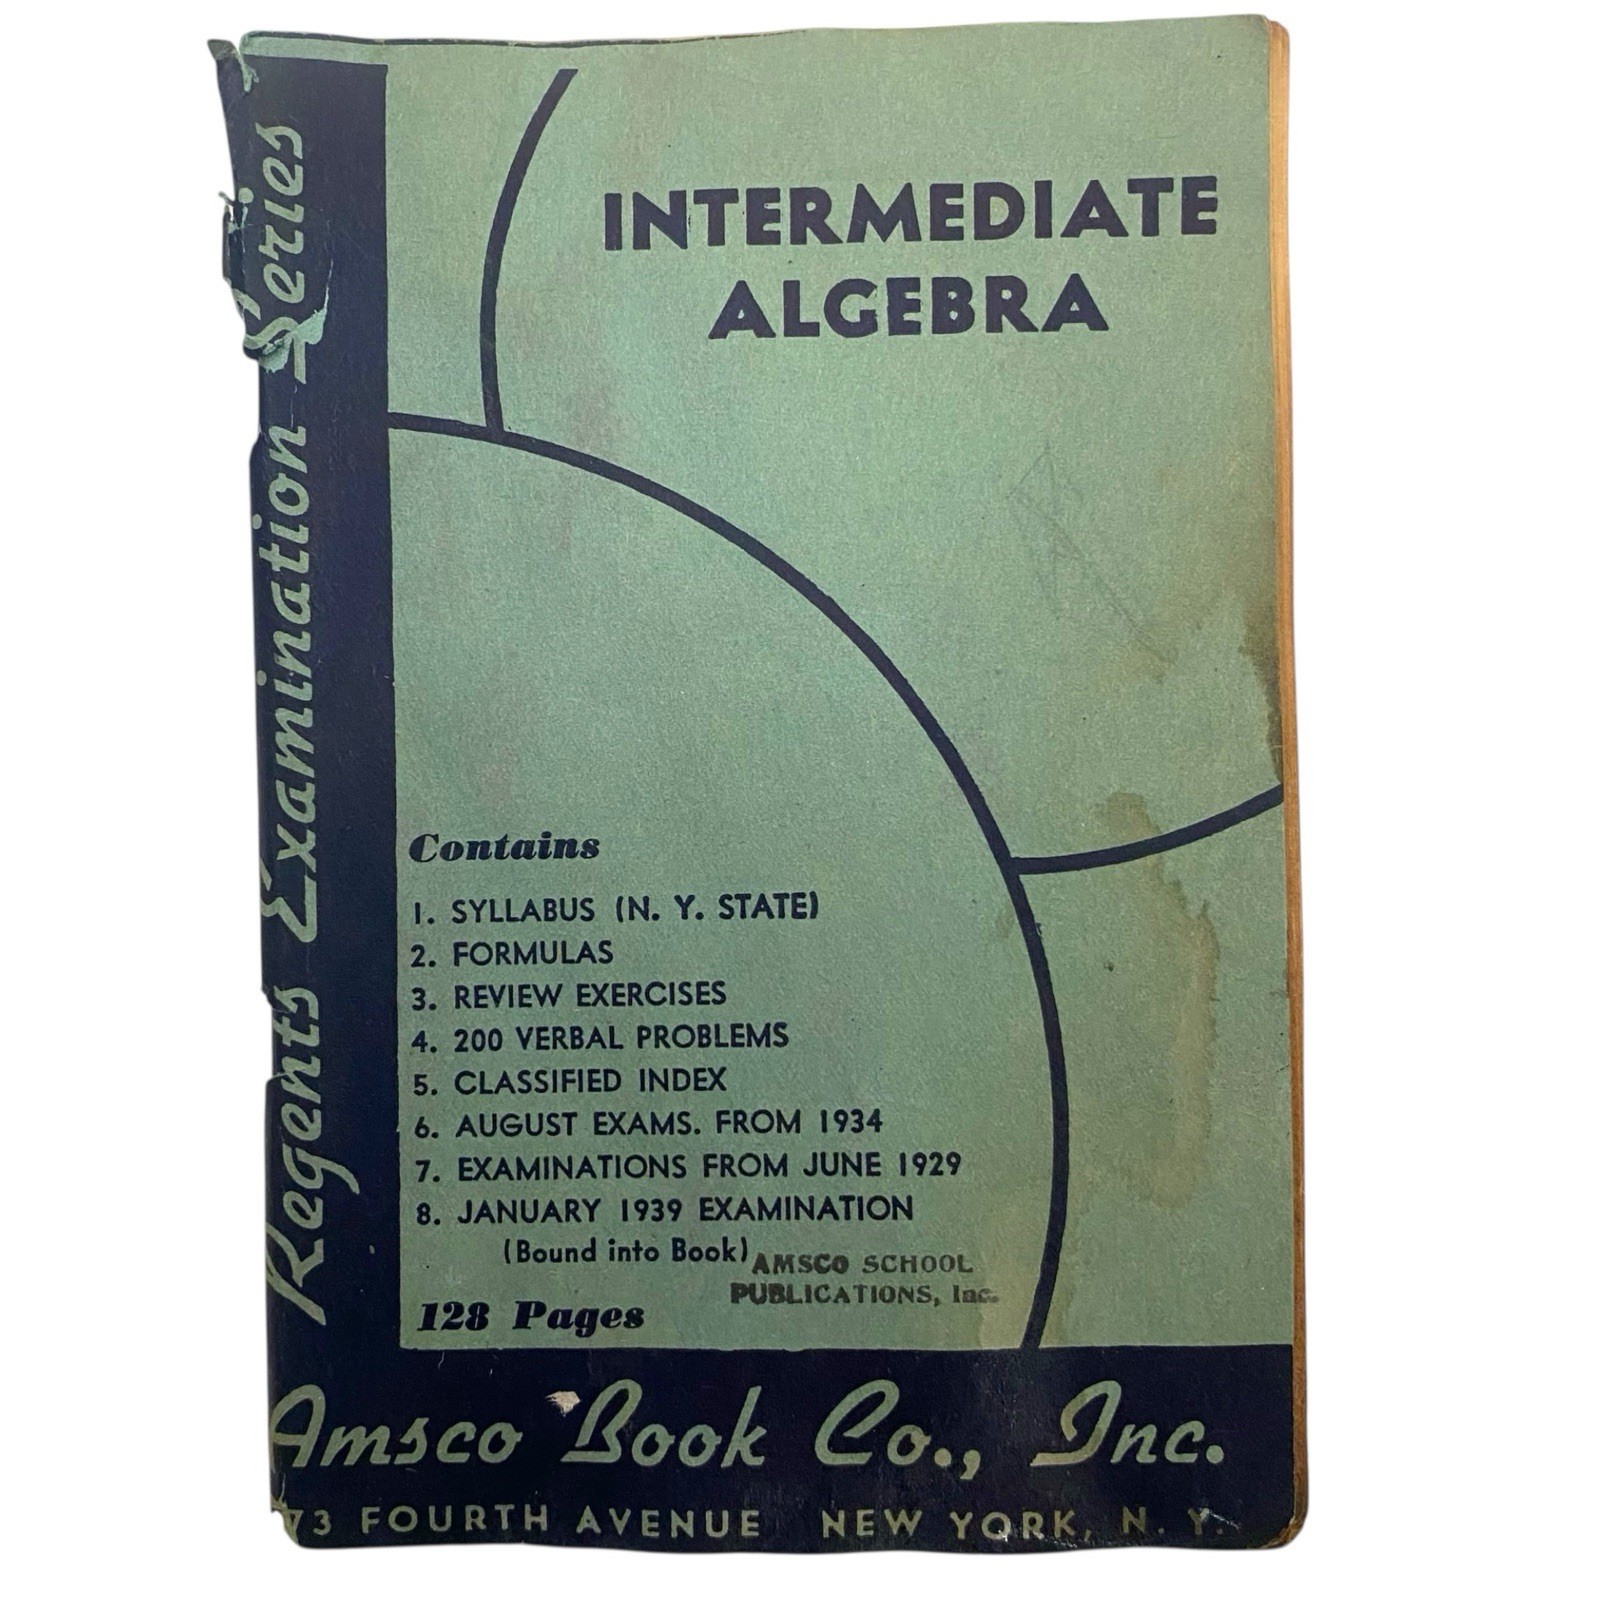 INTERMEDIATE
ALGEBRA
Regents Examination Series
Contains
1. SYLLABUS (N. Y. STATE)
2. FORMULAS
3. REVIEW EXERCISES
4. 200 VERBAL PROBLEMS
5. CLASSIFIED INDEX
6. AUGUST EXAMS. FROM 1934
7. EXAMINATIONS FROM JUNE 1929
8. JANUARY 1939 EXAMINATION
(Bound into Book)
AMSCO SCHOOL
PUBLICATIONS, Inc.
128 Pages
Amsco Book Co., Inc.
73 FOURTH AVENUE NEW YORK, N. Y.